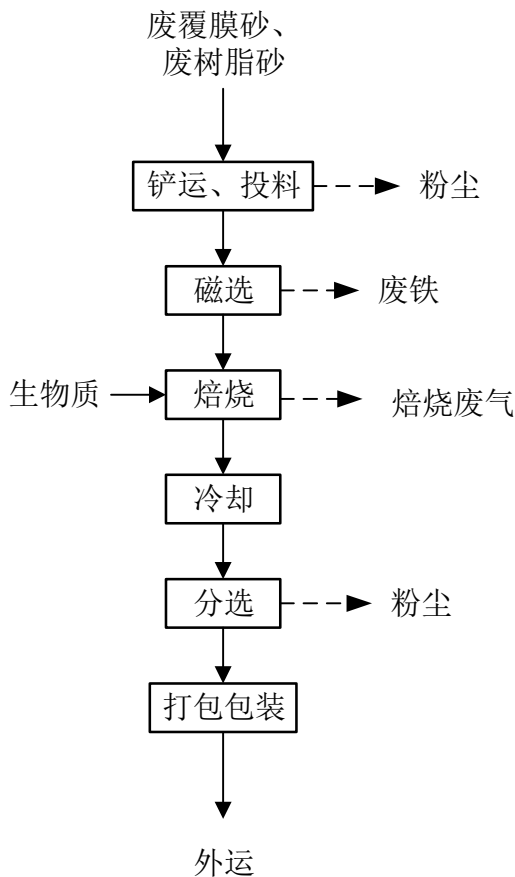 废覆膜砂、
废树脂砂
铲运、投料
粉尘
磁选
废铁
生物质
焙烧
焙烧废气
冷却
分选
粉尘
打包包装
外运